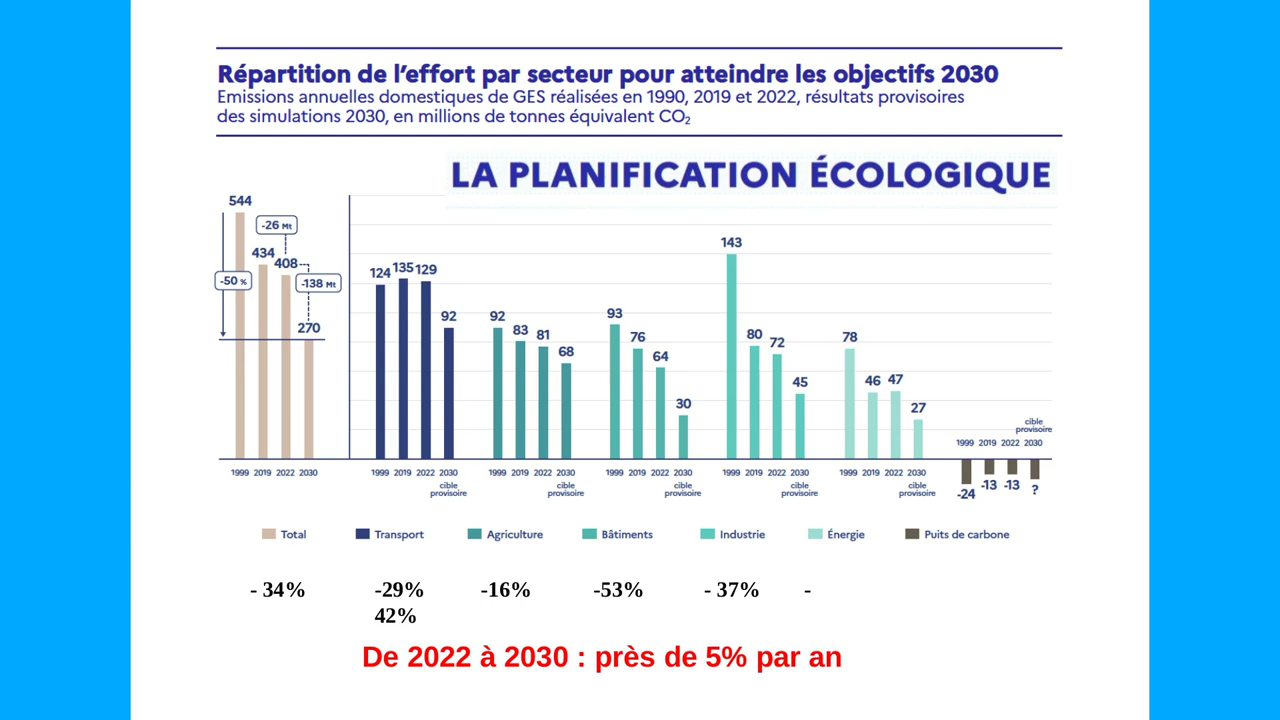 Répartition de l'effort par secteur pour atteindre les objectifs 2030
Emissions annuelles domestiques de GES réalisées en 1990, 2019 et 2022, résultats provisoires
des simulations 2030, en millions de tonnes équivalent CO₂
LA PLANIFICATION ÉCOLOGIQUE
544
434
408
270
-26 Mt
-138 Mt
-50 %
124
135
129
92
92
83
81
68
93
76
64
30
143
80
72
45
78
46
47
27
cible
provisoire
1999 2019 2022 2030
-24
-13
-13
?
1999 2019 2022 2030
1999 2019 2022 2030
cible
provisoire
1999 2019 2022 2030
cible
provisoire
1999 2019 2022 2030
cible
provisoire
1999 2019 2022 2030
cible
provisoire
1999 2019 2022 2030
cible
provisoire
Total
Transport
Agriculture
Bâtiments
Industrie
Énergie
Puits de carbone
- 34% -29% -16% -53% - 37% -
42%
De 2022 à 2030 : près de 5% par an